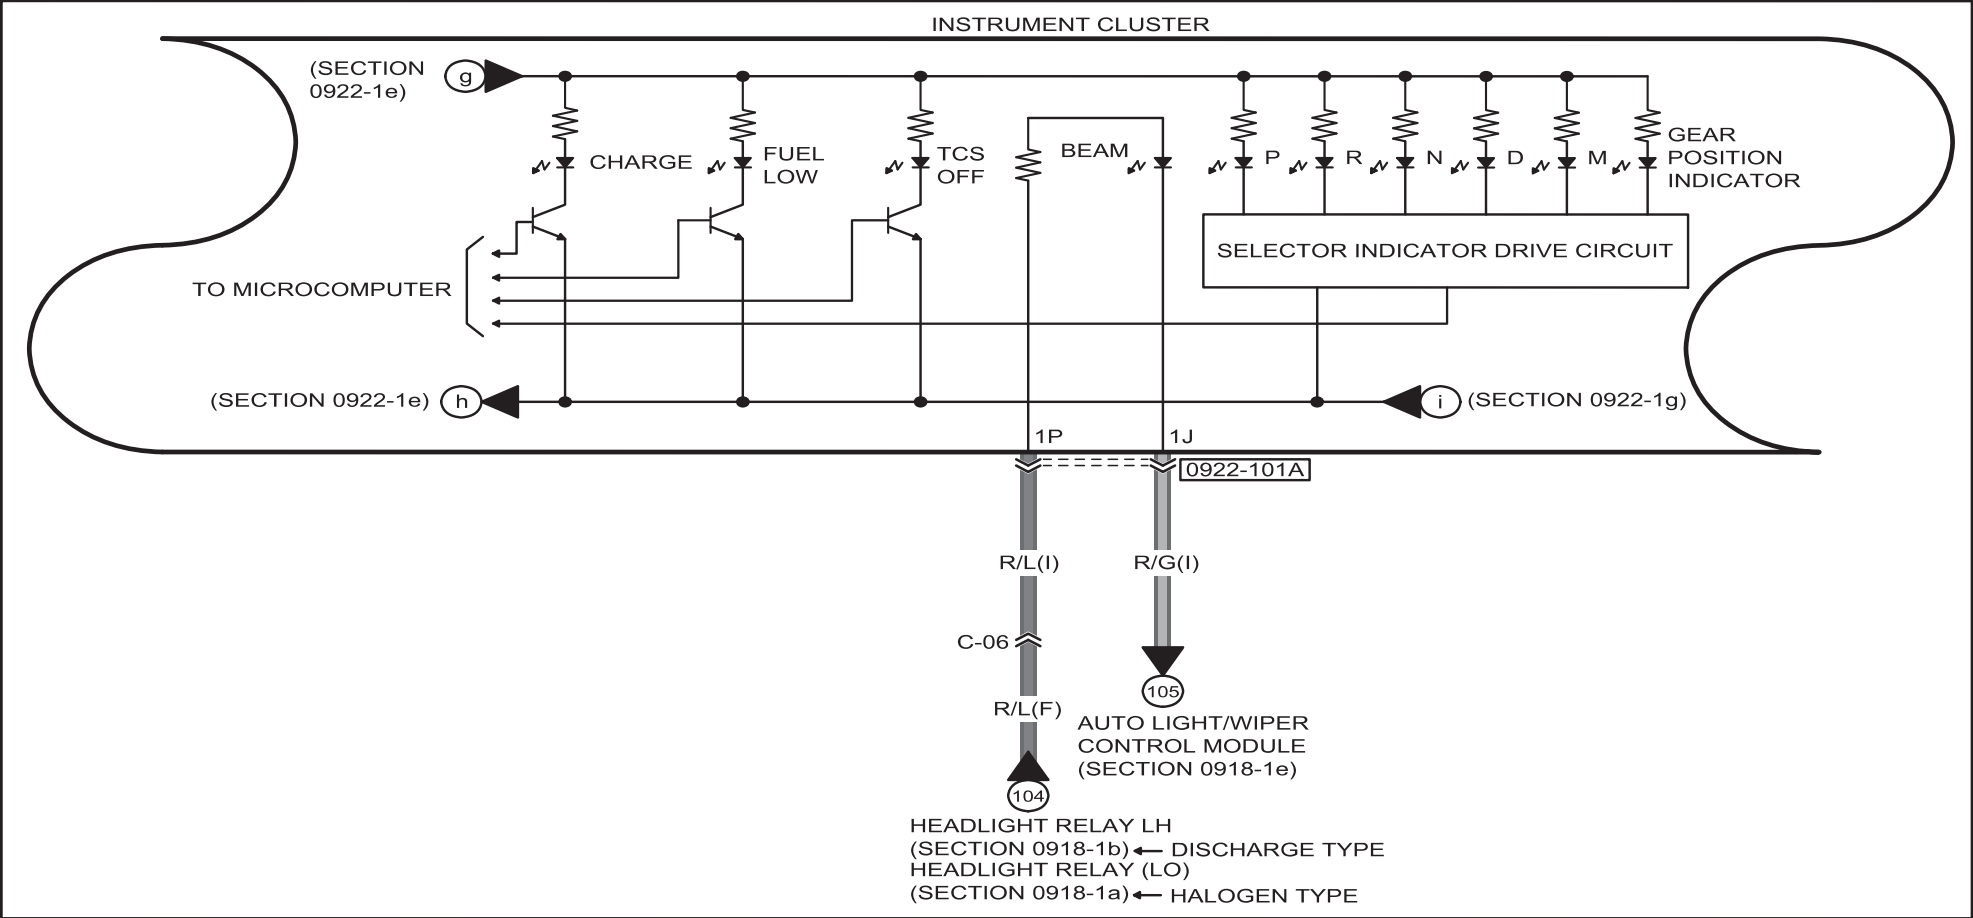 INSTRUMENT CLUSTER
(SECTION
0922-1e)
g
CHARGE
FUEL
LOW
TCS
OFF
BEAM
P
R
N
D
M
GEAR
POSITION
INDICATOR
SELECTOR INDICATOR DRIVE CIRCUIT
TO MICROCOMPUTER
(SECTION 0922-1e)
h
i
(SECTION 0922-1g)
1P
1J
0922-101A
R/L(I)
R/G(I)
C-06
R/L(F)
105
AUTO LIGHT/WIPER
CONTROL MODULE
(SECTION 0918-1e)
104
HEADLIGHT RELAY LH
(SECTION 0918-1b)
DISCHARGE TYPE
HEADLIGHT RELAY (LO)
(SECTION 0918-1a)
HALOGEN TYPE